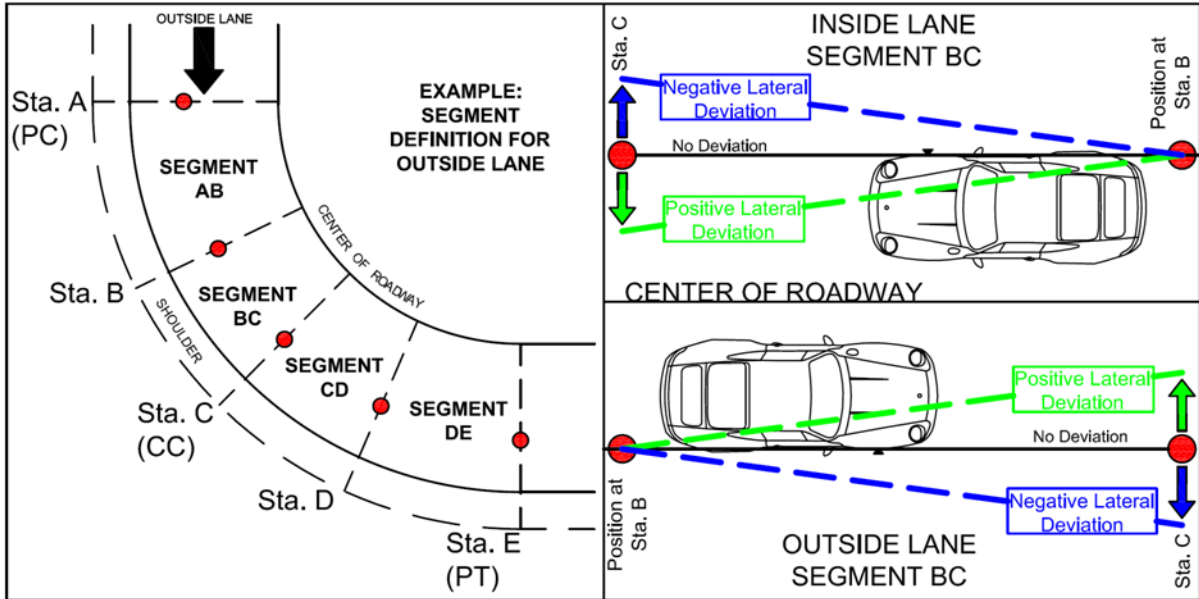 OUTSIDE LANE
Sta. A
(PC)
EXAMPLE:
SEGMENT
DEFINITION FOR
OUTSIDE LANE
SEGMENT
AB
CENTER OF ROADWAY
Sta. B
SHOULDER
SEGMENT
BC
Sta. C
(CC)
SEGMENT
CD
SEGMENT
DE
Sta. D
Sta. E
(PT)
INSIDE LANE
SEGMENT BC
Sta. C
Position at
Sta. B
Negative Lateral
Deviation
No Deviation
Positive Lateral
Deviation
CENTER OF ROADWAY
Positive Lateral
Deviation
No Deviation
Position at
Sta. B
Negative Lateral
Deviation
Sta. C
OUTSIDE LANE
SEGMENT BC